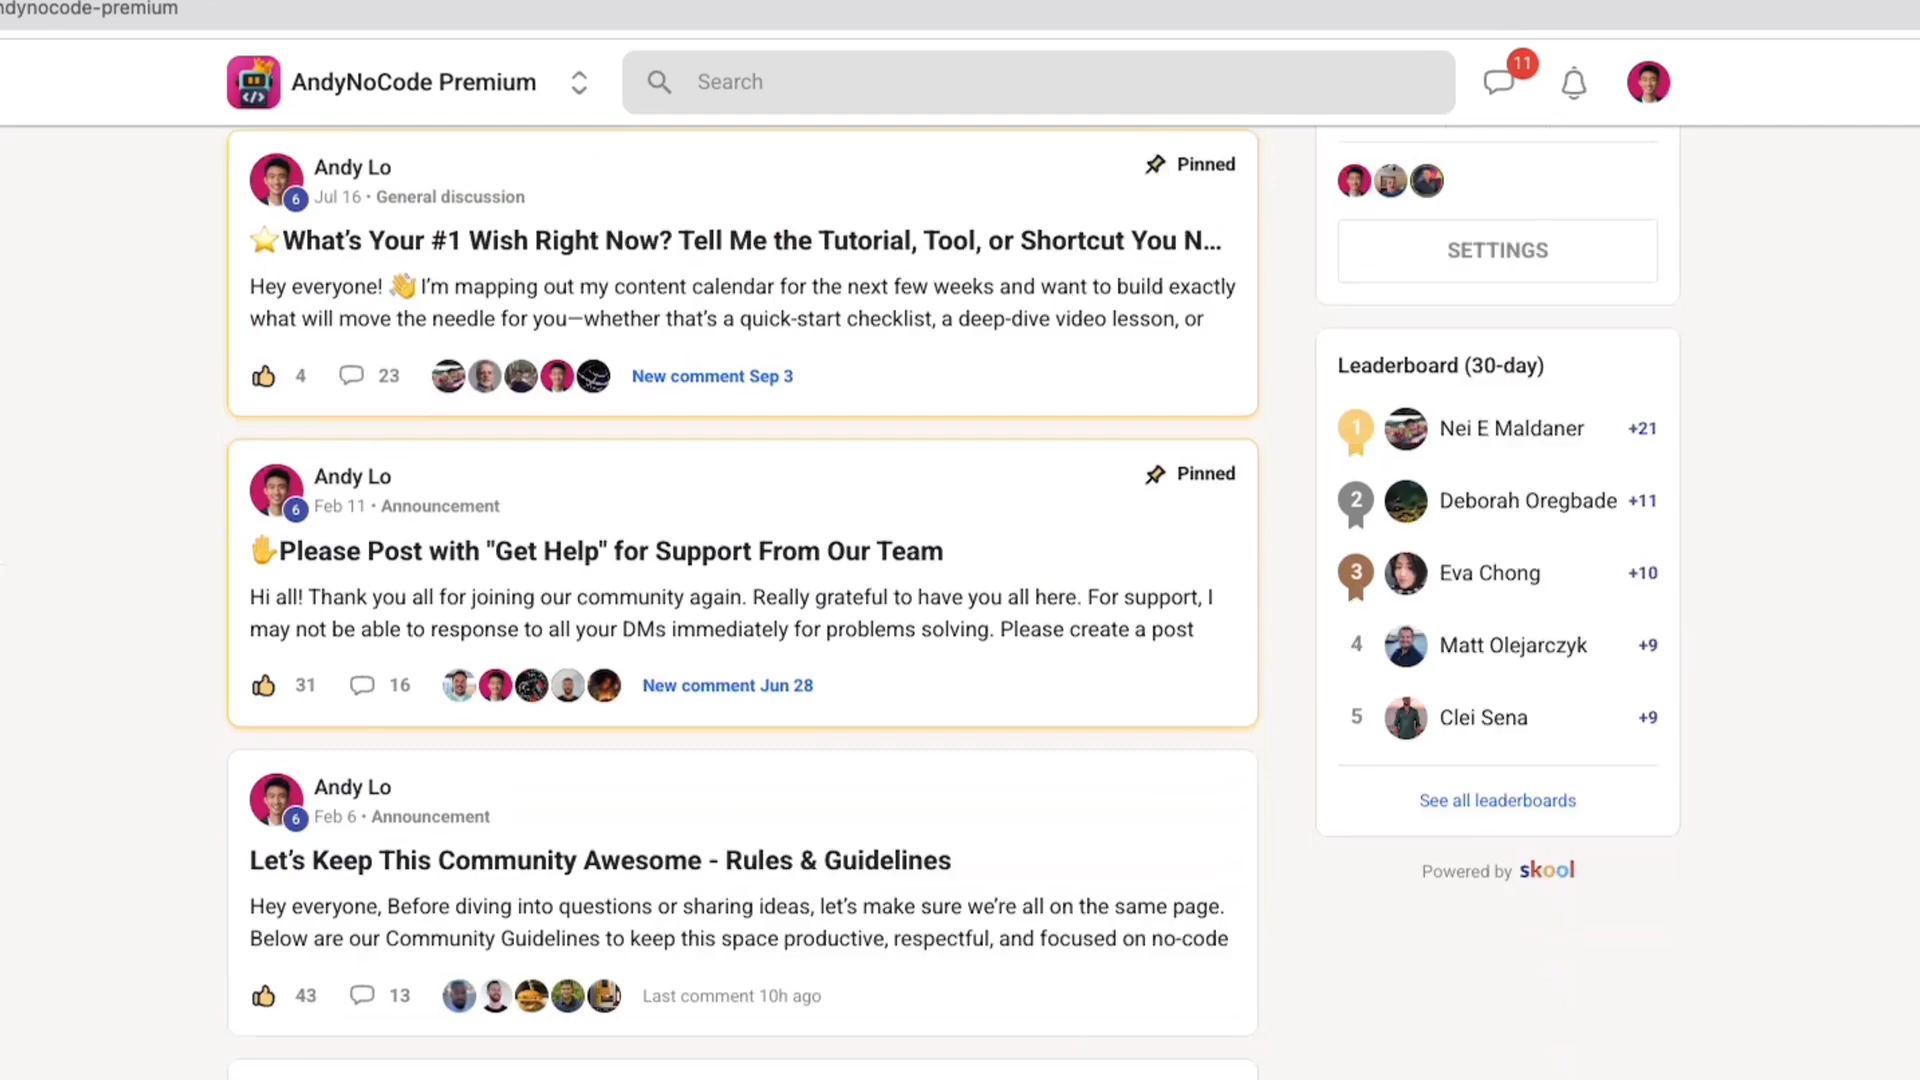 ndynocode-premium
AndyNoCode Premium
Search
11
Andy Lo
Pinned
6
Jul 16 • General discussion
⭐What's Your #1 Wish Right Now? Tell Me the Tutorial, Tool, or Shortcut You N...
Hey everyone! 👋 I'm mapping out my content calendar for the next few weeks and want to build exactly
what will move the needle for you—whether that's a quick-start checklist, a deep-dive video lesson, or
4
23
New comment Sep 3
Andy Lo
Pinned
6
Feb 11 • Announcement
✋Please Post with "Get Help" for Support From Our Team
Hi all! Thank you all for joining our community again. Really grateful to have you all here. For support, I
may not be able to response to all your DMs immediately for problems solving. Please create a post
31
16
New comment Jun 28
Andy Lo
6
Feb 6 • Announcement
Let's Keep This Community Awesome - Rules & Guidelines
Hey everyone, Before diving into questions or sharing ideas, let's make sure we're all on the same page.
Below are our Community Guidelines to keep this space productive, respectful, and focused on no-code
43
13
Last comment 10h ago
SETTINGS
Leaderboard (30-day)
1 Nei E Maldaner +21
2 Deborah Oregbade +11
3 Eva Chong +10
4 Matt Olejarczyk +9
5 Clei Sena +9
See all leaderboards
Powered by skool